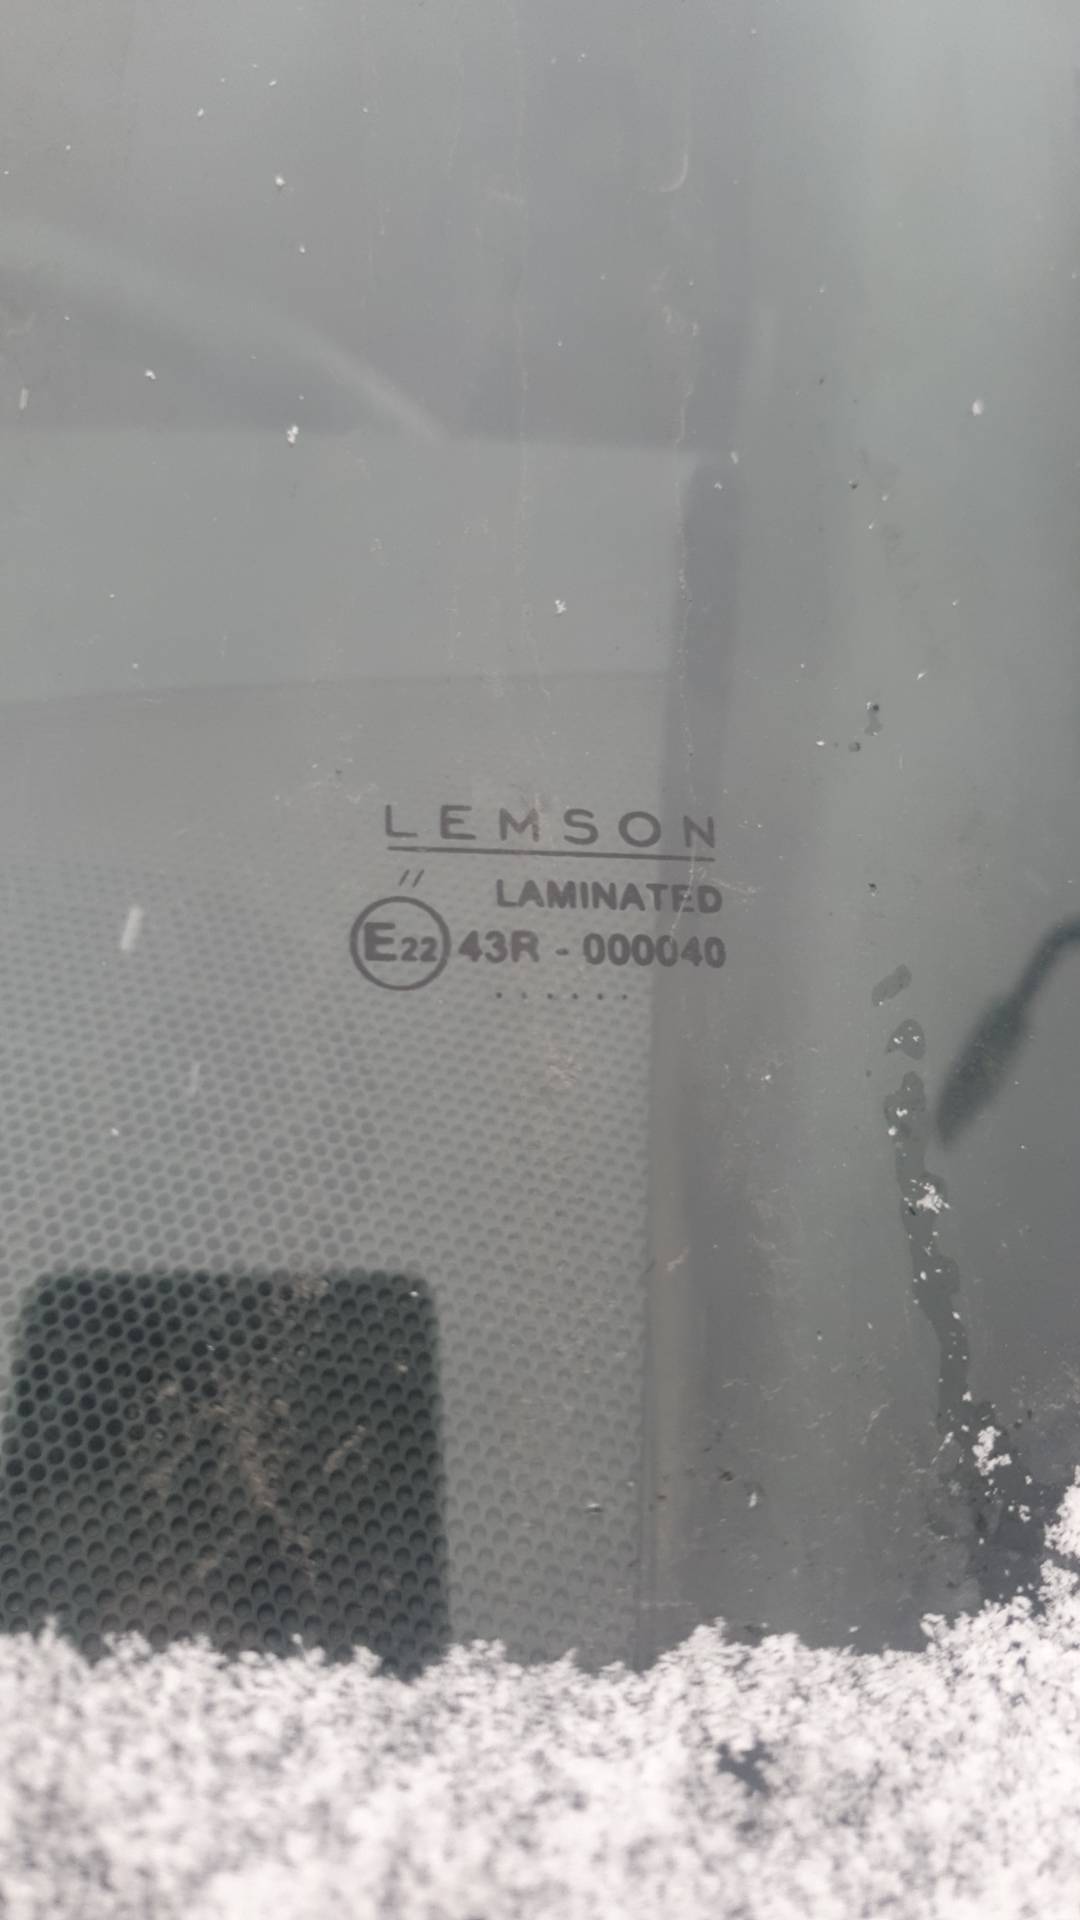 LEMSON
//
LAMINATED
E22 43R - 000040
. . . . . .